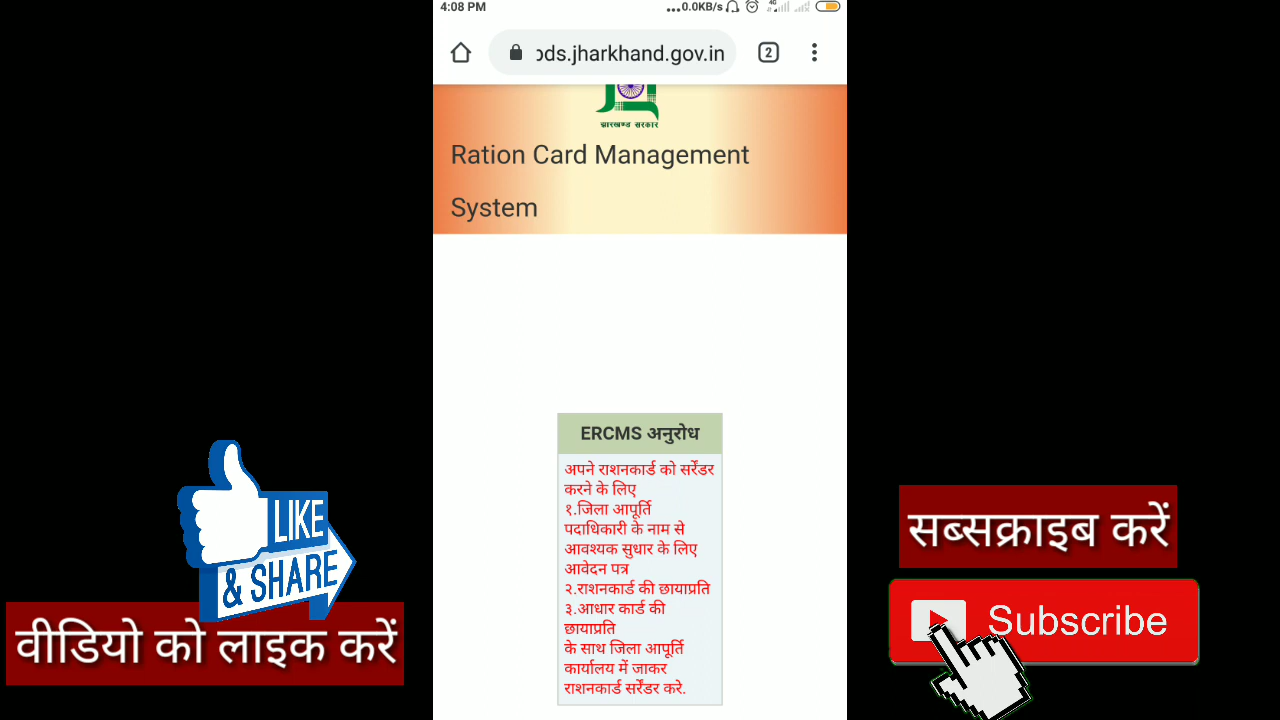 4:08 PM
...0.0KB/s
4G
pds.jharkhand.gov.in
2
झारखण्ड सरकार
Ration Card Management
System
ERCMS अनुरोध
अपने राशनकार्ड को सरेंडर
करने के लिए
१.जिला आपूर्ति
पदाधिकारी के नाम से
आवश्यक सुधार के लिए
आवेदन पत्र
२.राशनकार्ड की छायाप्रति
३.आधार कार्ड की
छायाप्रति
के साथ जिला आपूर्ति
कार्यालय में जाकर
राशनकार्ड सरेंडर करे.
LIKE
& SHARE
वीडियो को लाइक करें
सब्सक्राइब करें
Subscribe